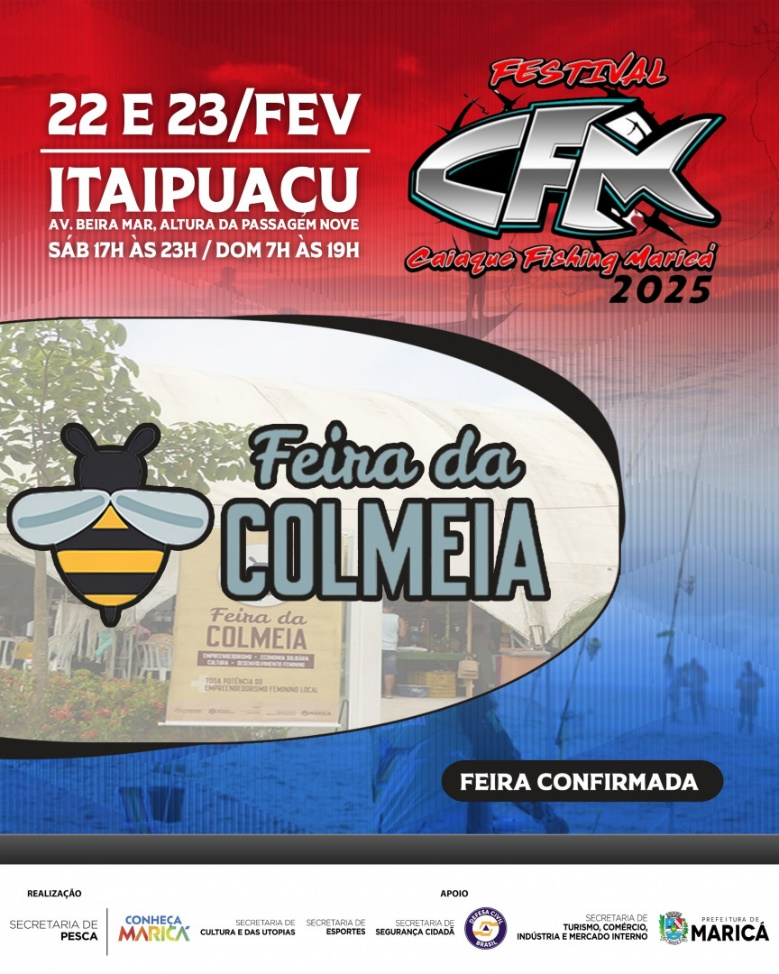 22 E 23/FEV
ITAIPUAÇU
AV. BEIRA MAR, ALTURA DA PASSAGEM NOVE
SÁB 17H ÀS 23H / DOM 7H ÀS 19H
FESTIVAL
CFM
Caiaque Fishing Maricá
2025
Feira da
COLMEIA
Feira da
COLMEIA
EMPREENDEDORISMO • ECONOMIA SOLIDÁRIA
CULTURA • DESENVOLVIMENTO FEMININO
TODA POTÊNCIA DO
EMPREENDEDORISMO FEMININO LOCAL
FEIRA CONFIRMADA
REALIZAÇÃO
APOIO
SECRETARIA DE
PESCA
CONHEÇA
MARICÁ
SECRETARIA DE
CULTURA E DAS UTOPIAS
SECRETARIA DE
ESPORTES
SECRETARIA DE
SEGURANÇA CIDADÃ
DEFESA CIVIL
BRASIL
SECRETARIA DE
TURISMO, COMÉRCIO,
INDÚSTRIA E MERCADO INTERNO
PREFEITURA DE
MARICÁ